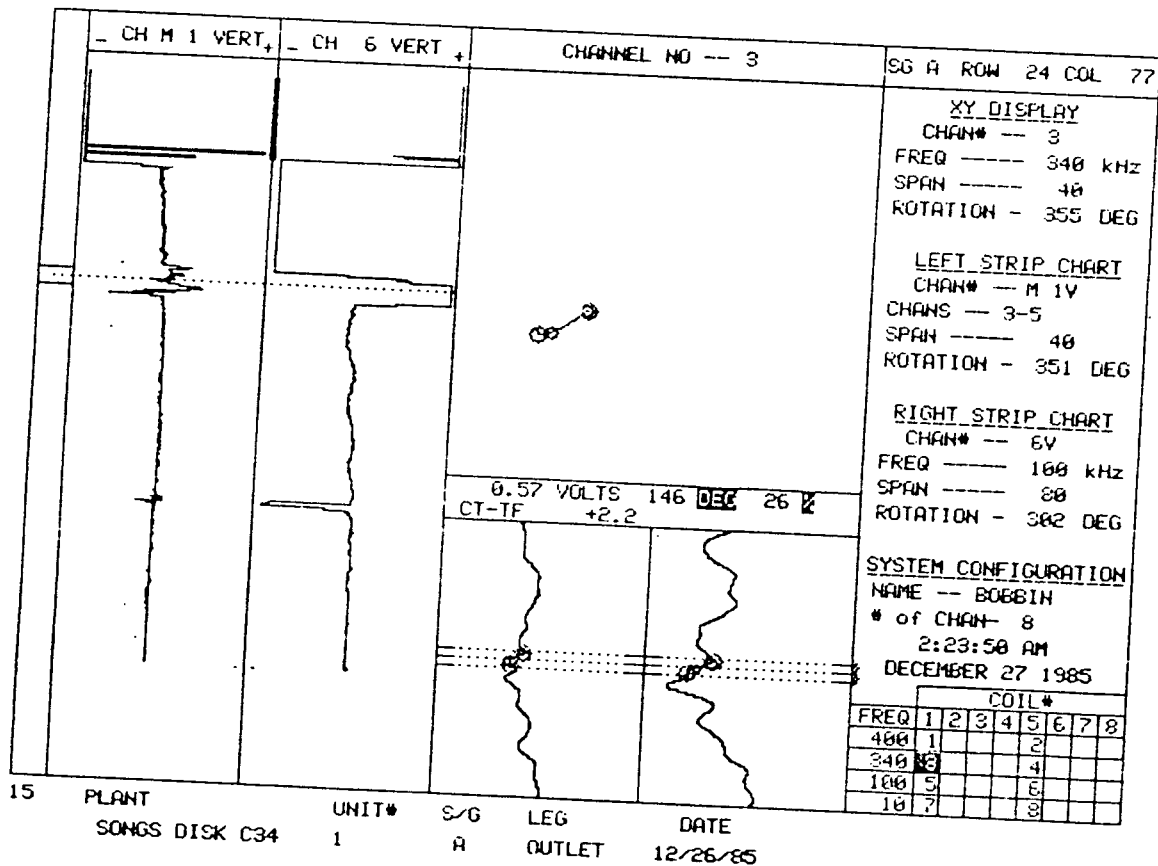 _ CH M 1 VERT +
_ CH 6 VERT +
CHANNEL NO -- 3
SG A ROW 24 COL 77
XY DISPLAY
CHAN# -- 3
FREQ ----- 340 kHz
SPAN ----- 40
ROTATION - 355 DEG
LEFT STRIP CHART
CHAN# -- M 1V
CHANS -- 3-5
SPAN ----- 40
ROTATION - 351 DEG
RIGHT STRIP CHART
CHAN# -- 6V
FREQ ----- 100 kHz
SPAN ----- 80
ROTATION - 302 DEG
0.57 VOLTS 146 DEG 26 %
CT-TF +2.2
SYSTEM CONFIGURATION
NAME -- BOBBIN
# of CHAN- 8
2:23:50 AM
DECEMBER 27 1985
COIL#
FREQ 1 2 3 4 5 6 7 8
400 1 2
340 3 4
100 5 6
10 7 8
15 PLANT UNIT# S/G LEG DATE
SONGS DISK C34 1 A OUTLET 12/26/85